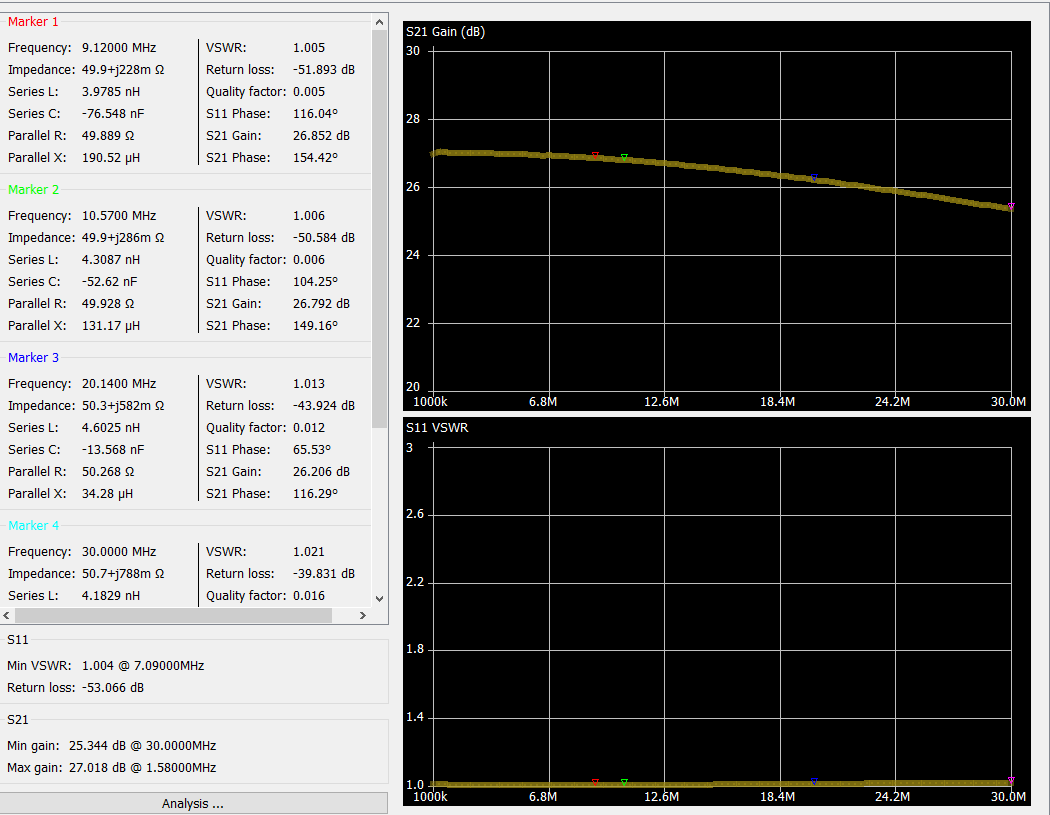 Marker 1
Frequency: 9.12000 MHz VSWR: 1.005
Impedance: 49.9+j228m Ω Return loss: -51.893 dB
Series L: 3.9785 nH Quality factor: 0.005
Series C: -76.548 nF S11 Phase: 116.04°
Parallel R: 49.889 Ω S21 Gain: 26.852 dB
Parallel X: 190.52 µH S21 Phase: 154.42°
Marker 2
Frequency: 10.5700 MHz VSWR: 1.006
Impedance: 49.9+j286m Ω Return loss: -50.584 dB
Series L: 4.3087 nH Quality factor: 0.006
Series C: -52.62 nF S11 Phase: 104.25°
Parallel R: 49.928 Ω S21 Gain: 26.792 dB
Parallel X: 131.17 µH S21 Phase: 149.16°
Marker 3
Frequency: 20.1400 MHz VSWR: 1.013
Impedance: 50.3+j582m Ω Return loss: -43.924 dB
Series L: 4.6025 nH Quality factor: 0.012
Series C: -13.568 nF S11 Phase: 65.53°
Parallel R: 50.268 Ω S21 Gain: 26.206 dB
Parallel X: 34.28 µH S21 Phase: 116.29°
Marker 4
Frequency: 30.0000 MHz VSWR: 1.021
Impedance: 50.7+j788m Ω Return loss: -39.831 dB
Series L: 4.1829 nH Quality factor: 0.016
S11
Min VSWR: 1.004 @ 7.09000MHz
Return loss: -53.066 dB
S21
Min gain: 25.344 dB @ 30.0000MHz
Max gain: 27.018 dB @ 1.58000MHz
Analysis ...
S21 Gain (dB)
30
28
26
24
22
20
1000k 6.8M 12.6M 18.4M 24.2M 30.0M
S11 VSWR
3
2.6
2.2
1.8
1.4
1.0
1000k 6.8M 12.6M 18.4M 24.2M 30.0M